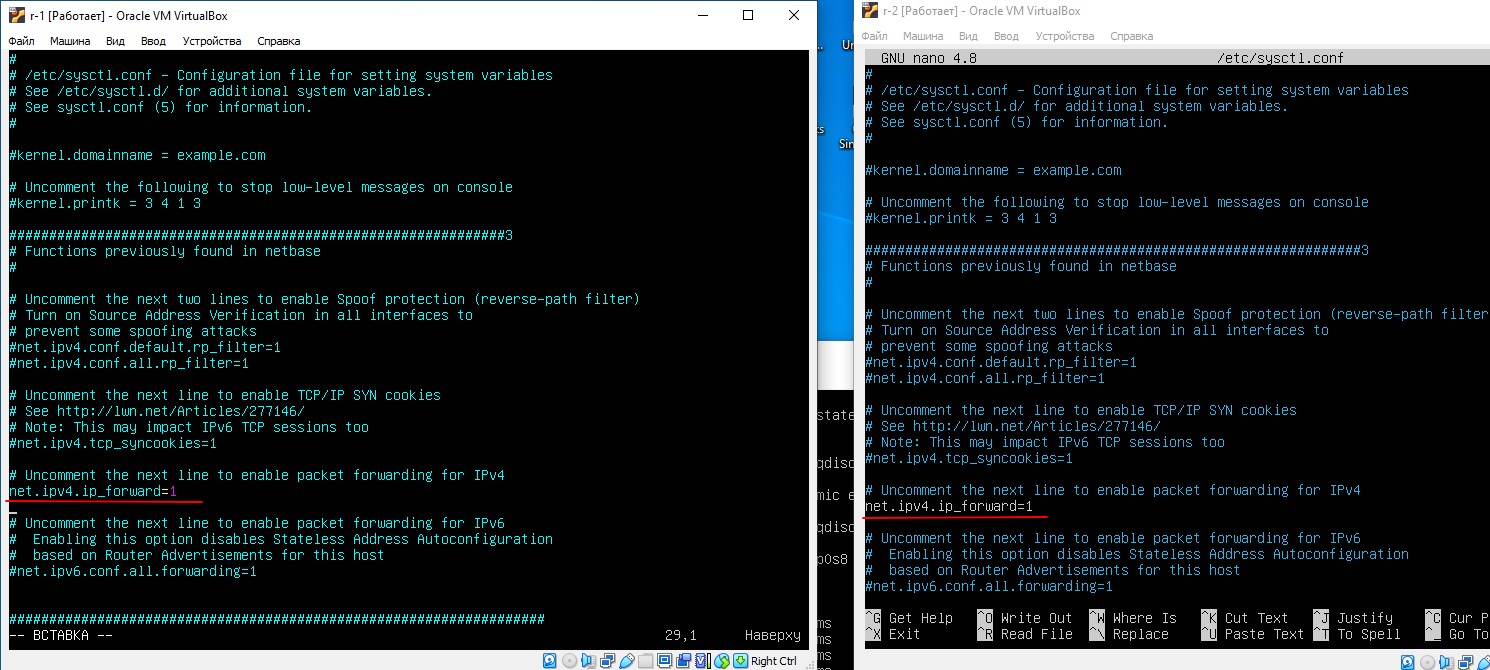 r-1 [Работает] - Oracle VM VirtualBox
Файл Машина Вид Ввод Устройства Справка
#
# /etc/sysctl.conf - Configuration file for setting system variables
# See /etc/sysctl.d/ for additional system variables.
# See sysctl.conf (5) for information.
#
#kernel.domainname = example.com
# Uncomment the following to stop low-level messages on console
#kernel.printk = 3 4 1 3
##############################################################3
# Functions previously found in netbase
#
# Uncomment the next two lines to enable Spoof protection (reverse-path filter)
# Turn on Source Address Verification in all interfaces to
# prevent some spoofing attacks
#net.ipv4.conf.default.rp_filter=1
#net.ipv4.conf.all.rp_filter=1
# Uncomment the next line to enable TCP/IP SYN cookies
# See http://lwn.net/Articles/277146/
# Note: This may impact IPv6 TCP sessions too
#net.ipv4.tcp_syncookies=1
# Uncomment the next line to enable packet forwarding for IPv4
net.ipv4.ip_forward=1
# Uncomment the next line to enable packet forwarding for IPv6
#  Enabling this option disables Stateless Address Autoconfiguration
#  based on Router Advertisements for this host
#net.ipv6.conf.all.forwarding=1
###################################################################
-- ВСТАВКА -- 29,1 Наверху
Right Ctrl
state
qdisc
mic e
qdisc
p0s8
ms
ms
ms
r-2 [Работает] - Oracle VM VirtualBox
Файл Машина Вид Ввод Устройства Справка
GNU nano 4.8 /etc/sysctl.conf
#
# /etc/sysctl.conf - Configuration file for setting system variables
# See /etc/sysctl.d/ for additional system variables.
# See sysctl.conf (5) for information.
#
#kernel.domainname = example.com
# Uncomment the following to stop low-level messages on console
#kernel.printk = 3 4 1 3
##############################################################3
# Functions previously found in netbase
#
# Uncomment the next two lines to enable Spoof protection (reverse-path filter
# Turn on Source Address Verification in all interfaces to
# prevent some spoofing attacks
#net.ipv4.conf.default.rp_filter=1
#net.ipv4.conf.all.rp_filter=1
# Uncomment the next line to enable TCP/IP SYN cookies
# See http://lwn.net/Articles/277146/
# Note: This may impact IPv6 TCP sessions too
#net.ipv4.tcp_syncookies=1
# Uncomment the next line to enable packet forwarding for IPv4
net.ipv4.ip_forward=1
# Uncomment the next line to enable packet forwarding for IPv6
#  Enabling this option disables Stateless Address Autoconfiguration
#  based on Router Advertisements for this host
#net.ipv6.conf.all.forwarding=1
^G Get Help ^O Write Out ^W Where Is ^K Cut Text ^J Justify ^C Cur P
^X Exit ^R Read File ^\ Replace ^U Paste Text ^T To Spell ^_ Go To